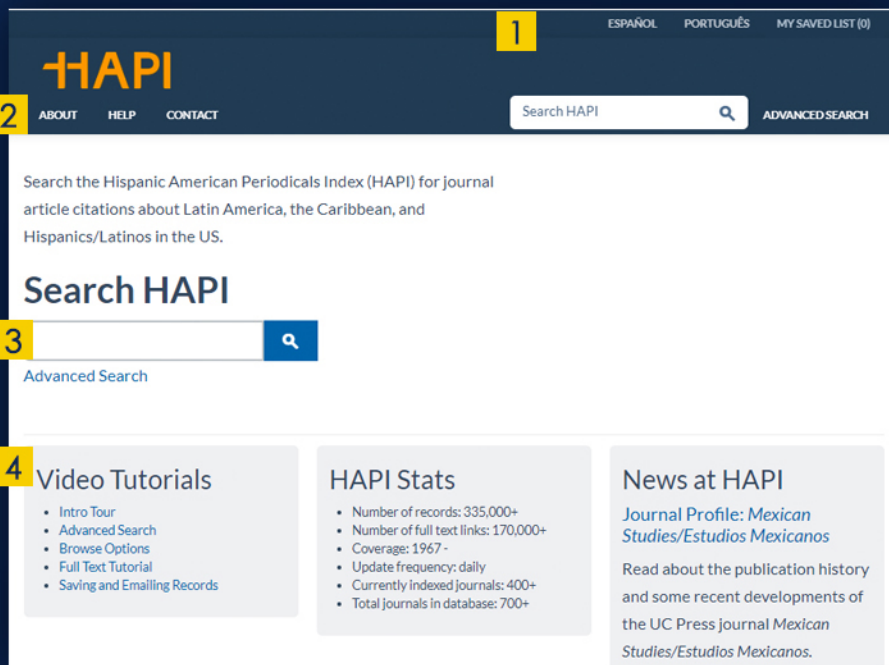 1
ESPAÑOL PORTUGUÊS MY SAVED LIST (0)
HAPI
2
ABOUT HELP CONTACT
Search HAPI
ADVANCED SEARCH
Search the Hispanic American Periodicals Index (HAPI) for journal
article citations about Latin America, the Caribbean, and
Hispanics/Latinos in the US.
Search HAPI
3
Advanced Search
4
Video Tutorials
• Intro Tour
• Advanced Search
• Browse Options
• Full Text Tutorial
• Saving and Emailing Records
HAPI Stats
• Number of records: 335,000+
• Number of full text links: 170,000+
• Coverage: 1967 -
• Update frequency: daily
• Currently indexed journals: 400+
• Total journals in database: 700+
News at HAPI
Journal Profile: Mexican
Studies/Estudios Mexicanos
Read about the publication history
and some recent developments of
the UC Press journal Mexican
Studies/Estudios Mexicanos.